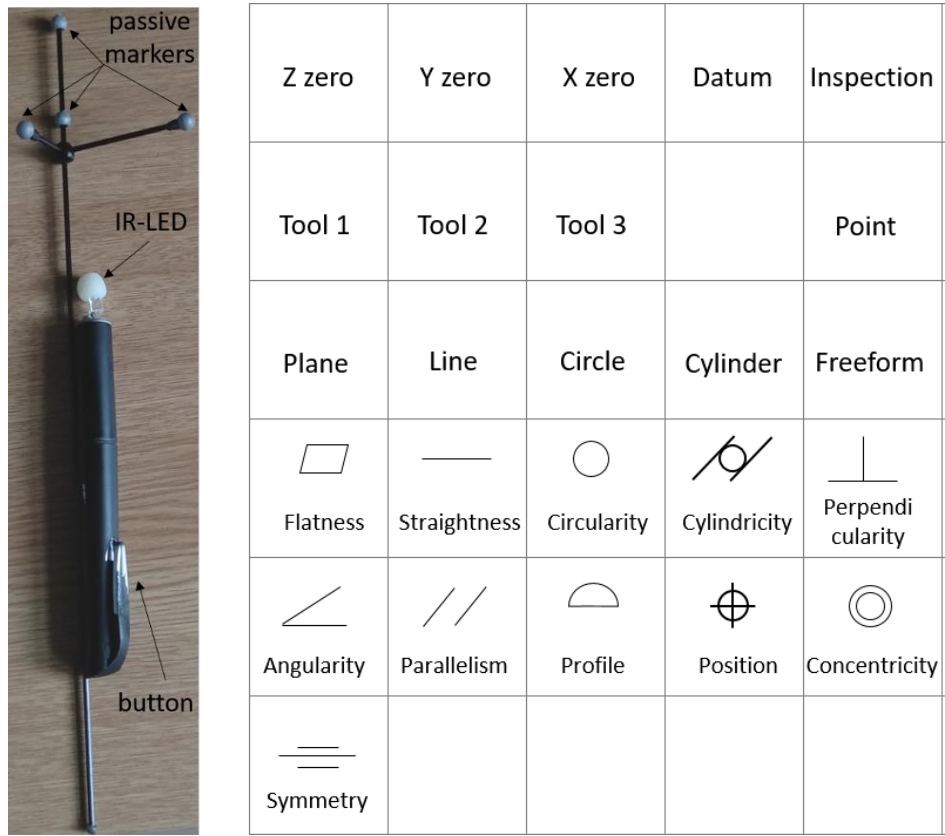 passive
markers
IR-LED
button
Z zero
Y zero
X zero
Datum
Inspection
Tool 1
Tool 2
Tool 3
Point
Plane
Line
Circle
Cylinder
Freeform
Flatness
Straightness
Circularity
Cylindricity
Perpendi
cularity
Angularity
Parallelism
Profile
Position
Concentricity
Symmetry